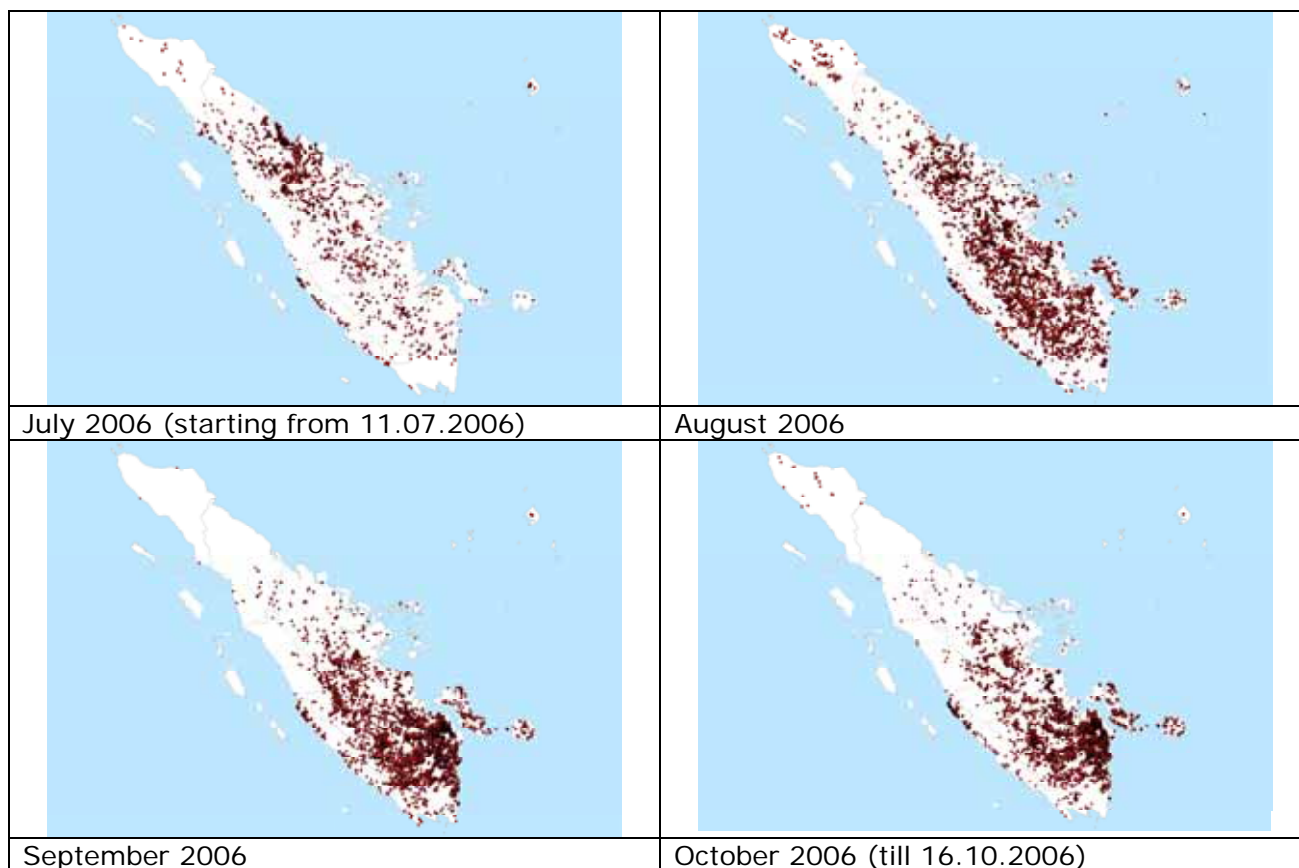 July 2006 (starting from 11.07.2006)
August 2006
September 2006
October 2006 (till 16.10.2006)